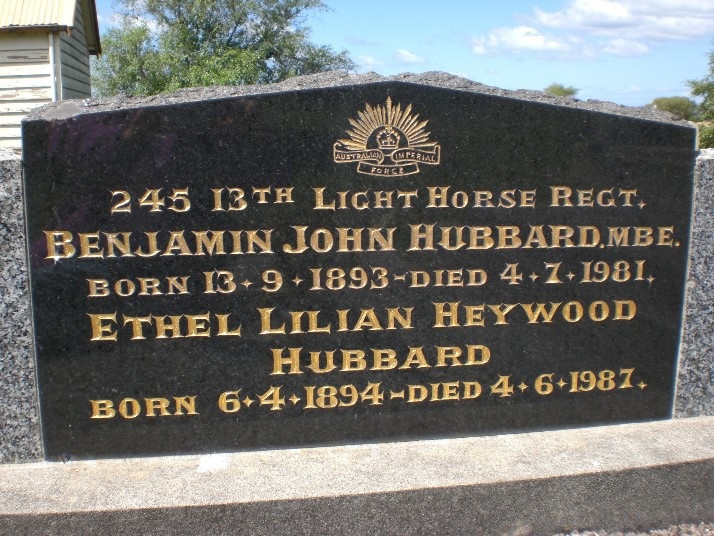 AUSTRALIAN IMPERIAL
FORCE
245 13TH LIGHT HORSE REGT.
BENJAMIN JOHN HUBBARD.MBE.
BORN 13·9·1893-DIED 4·7·1981.
ETHEL LILIAN HEYWOOD
HUBBARD
BORN 6·4·1894-DIED 4·6·1987.